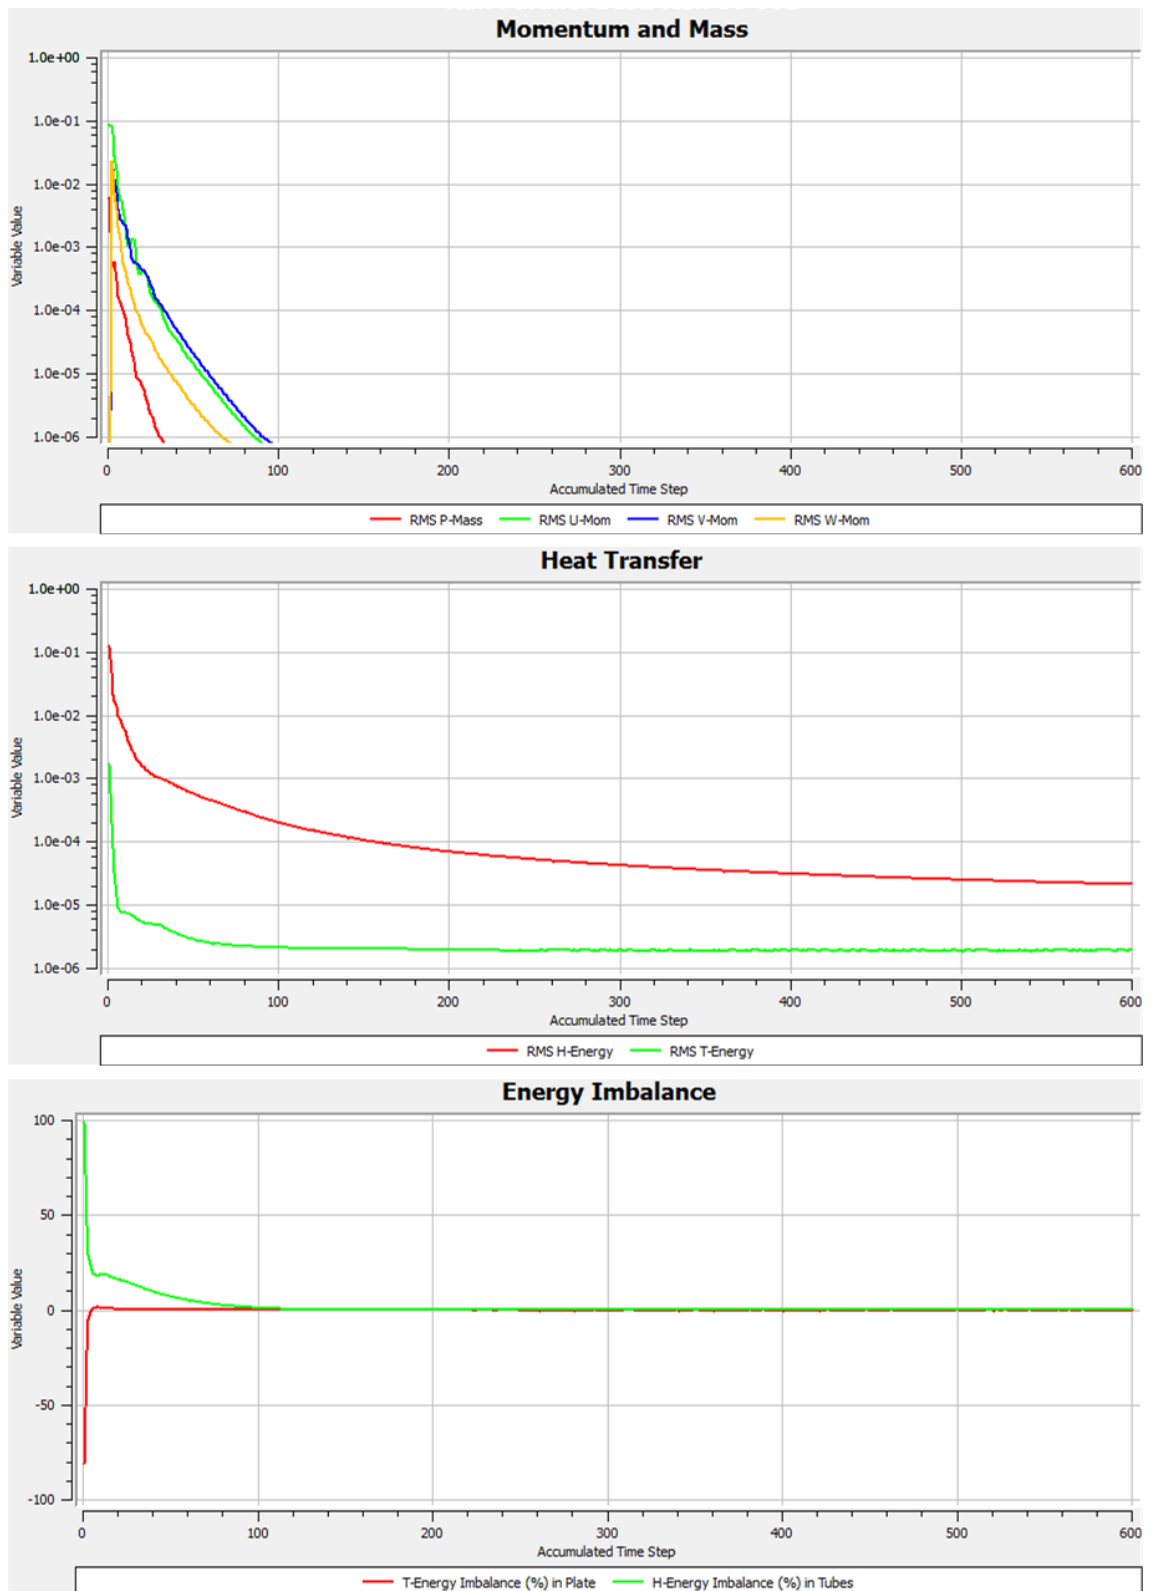 Momentum and Mass
1.0e+00
1.0e-01
1.0e-02
1.0e-03
1.0e-04
1.0e-05
1.0e-06
Variable Value
0 100 200 300 400 500 600
Accumulated Time Step
RMS P-Mass RMS U-Mom RMS V-Mom RMS W-Mom
Heat Transfer
1.0e+00
1.0e-01
1.0e-02
1.0e-03
1.0e-04
1.0e-05
1.0e-06
Variable Value
0 100 200 300 400 500 600
Accumulated Time Step
RMS H-Energy RMS T-Energy
Energy Imbalance
100
50
0
-50
-100
Variable Value
0 100 200 300 400 500 600
Accumulated Time Step
T-Energy Imbalance (%) in Plate H-Energy Imbalance (%) in Tubes